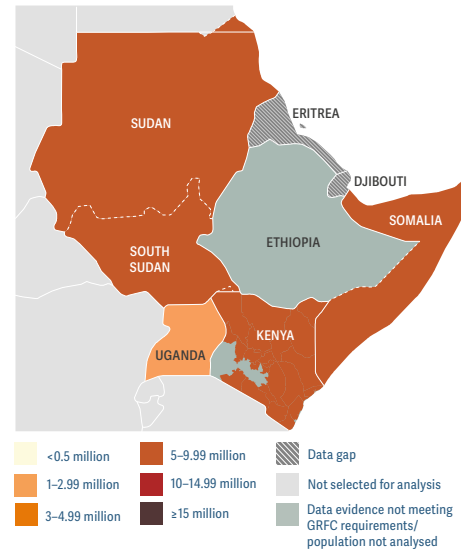 SUDAN
ERITREA
DJIBOUTI
SOMALIA
ETHIOPIA
SOUTH
SUDAN
KENYA
UGANDA
<0.5 million
5–9.99 million
Data gap
1–2.99 million
10–14.99 million
Not selected for analysis
3–4.99 million
≥15 million
Data evidence not meeting
GRFC requirements/
population not analysed